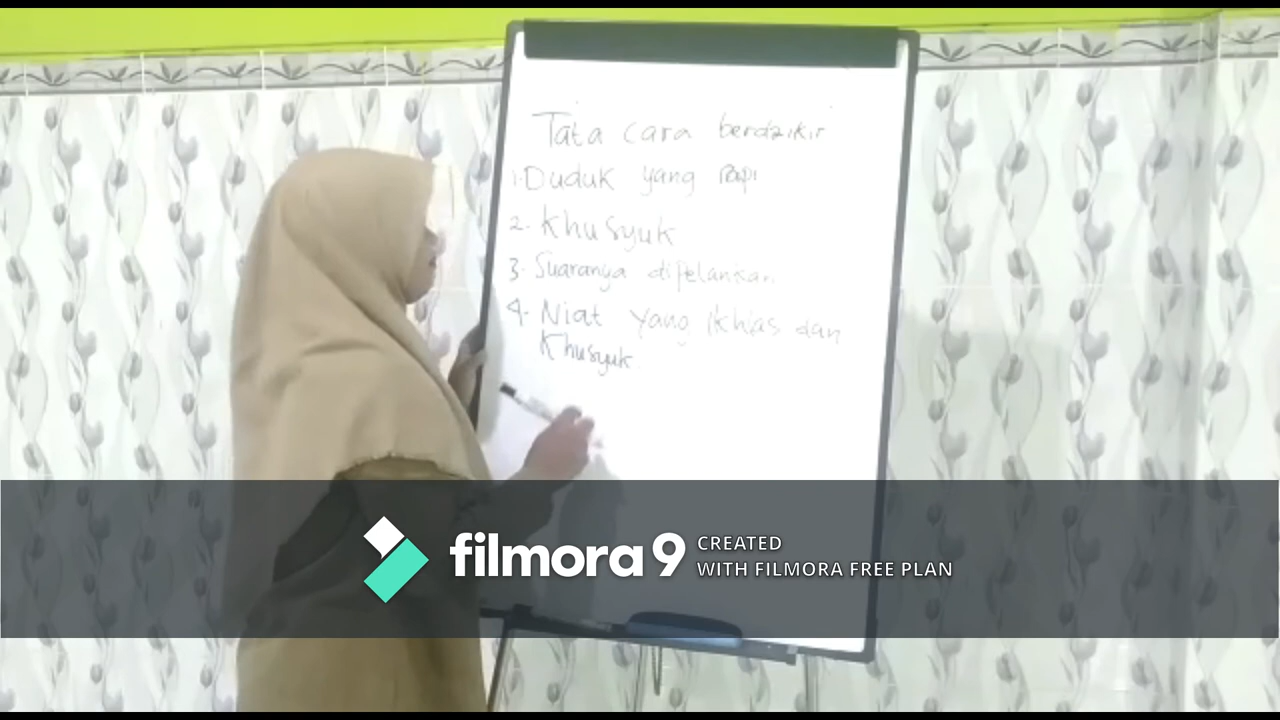 Tata cara berdzikir
1. Duduk yang Rapi
2. Khusyuk
3. Suaranya dipelankan
4. Niat yang ikhlas dan
Khusyuk.
filmora 9
CREATED
WITH FILMORA FREE PLAN